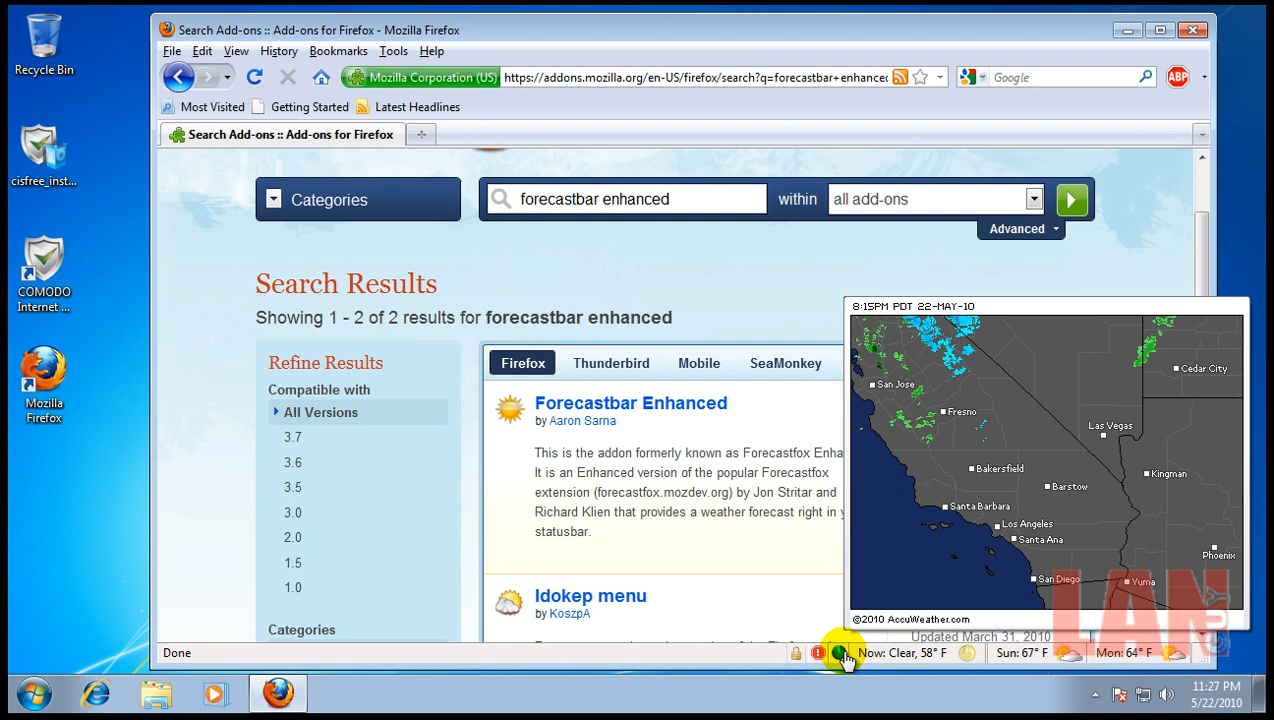 Recycle Bin
cisfree_inst...
COMODO
Internet ...
Mozilla
Firefox
Search Add-ons :: Add-ons for Firefox - Mozilla Firefox
File Edit View History Bookmarks Tools Help
Mozilla Corporation (US) https://addons.mozilla.org/en-US/firefox/search?q=forecastbar+enhanced Google ABP
Most Visited Getting Started Latest Headlines
Search Add-ons :: Add-ons for Firefox
Categories forecastbar enhanced within all add-ons
Advanced
Search Results
Showing 1 - 2 of 2 results for forecastbar enhanced
Refine Results
Compatible with
All Versions
3.7
3.6
3.5
3.0
2.0
1.5
1.0
Categories
Firefox Thunderbird Mobile SeaMonkey
Forecastbar Enhanced
by Aaron Sarna
This is the addon formerly known as Forecastfox Enha
It is an Enhanced version of the popular Forecastfox
extension (forecastfox.mozdev.org) by Jon Stritar and
Richard Klien that provides a weather forecast right in y
statusbar.
Idokep menu
by KoszpA
Updated March 31, 2010
8:15PM PDT 22-MAY-10
Cedar City
San Jose
Fresno
Las Vegas
Bakersfield
Kingman
Barstow
Santa Barbara
Los Angeles
Santa Ana
Phoenix
San Diego
Yuma
©2010 AccuWeather.com
LAN
GUY
Done Now: Clear, 58° F Sun: 67° F Mon: 64° F
11:27 PM
5/22/2010